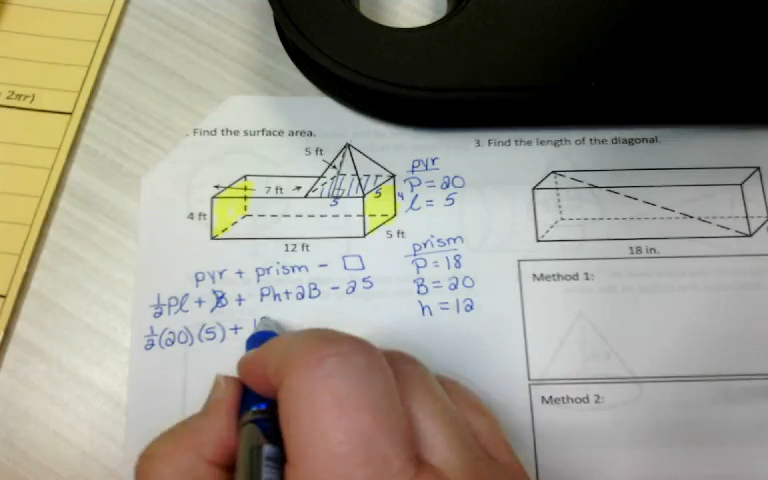 2πr)
. Find the surface area.
5 ft
7 ft
4 ft
5
5
4
5 ft
12 ft
pyr
P = 20
l = 5
prism
P = 18
B = 20
h = 12
pyr + prism - □
½Pl + B + Ph + 2B - 25
½(20)(5) +
3. Find the length of the diagonal.
18 in.
Method 1:
Method 2: